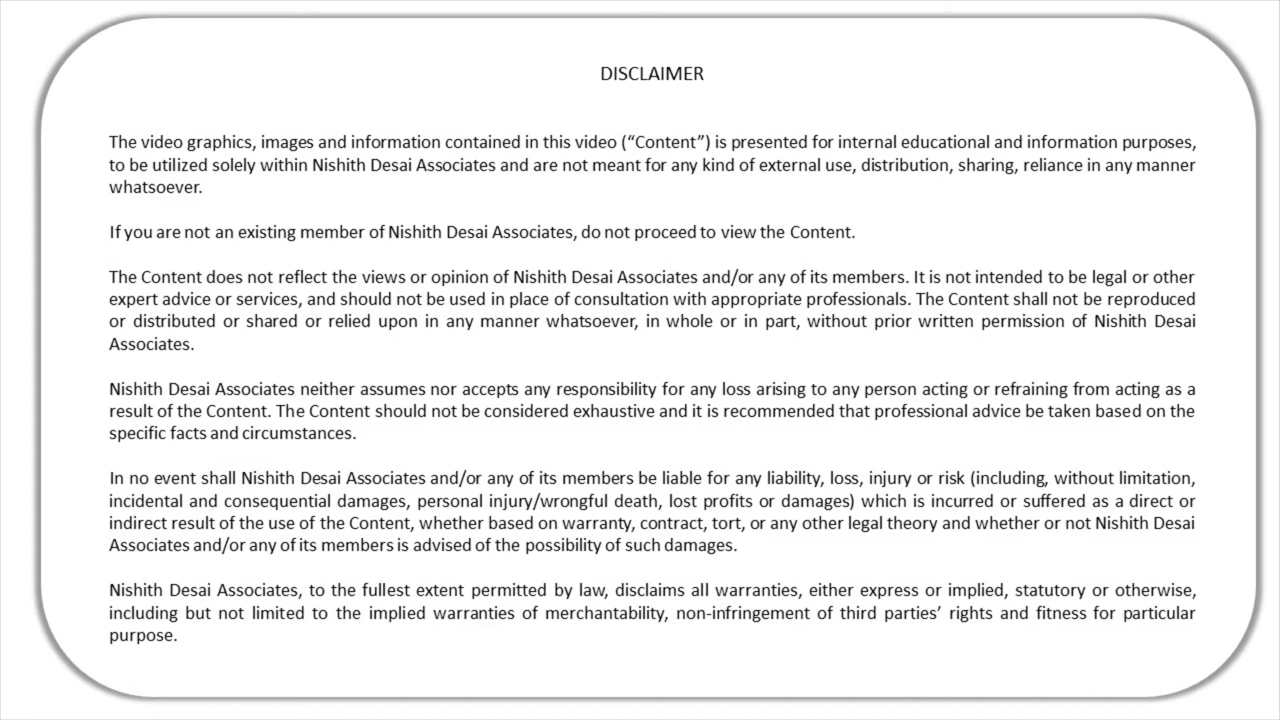 DISCLAIMER
The video graphics, images and information contained in this video (“Content”) is presented for internal educational and information purposes,
to be utilized solely within Nishith Desai Associates and are not meant for any kind of external use, distribution, sharing, reliance in any manner
whatsoever.
If you are not an existing member of Nishith Desai Associates, do not proceed to view the Content.
The Content does not reflect the views or opinion of Nishith Desai Associates and/or any of its members. It is not intended to be legal or other
expert advice or services, and should not be used in place of consultation with appropriate professionals. The Content shall not be reproduced
or distributed or shared or relied upon in any manner whatsoever, in whole or in part, without prior written permission of Nishith Desai
Associates.
Nishith Desai Associates neither assumes nor accepts any responsibility for any loss arising to any person acting or refraining from acting as a
result of the Content. The Content should not be considered exhaustive and it is recommended that professional advice be taken based on the
specific facts and circumstances.
In no event shall Nishith Desai Associates and/or any of its members be liable for any liability, loss, injury or risk (including, without limitation,
incidental and consequential damages, personal injury/wrongful death, lost profits or damages) which is incurred or suffered as a direct or
indirect result of the use of the Content, whether based on warranty, contract, tort, or any other legal theory and whether or not Nishith Desai
Associates and/or any of its members is advised of the possibility of such damages.
Nishith Desai Associates, to the fullest extent permitted by law, disclaims all warranties, either express or implied, statutory or otherwise,
including but not limited to the implied warranties of merchantability, non-infringement of third parties’ rights and fitness for particular
purpose.